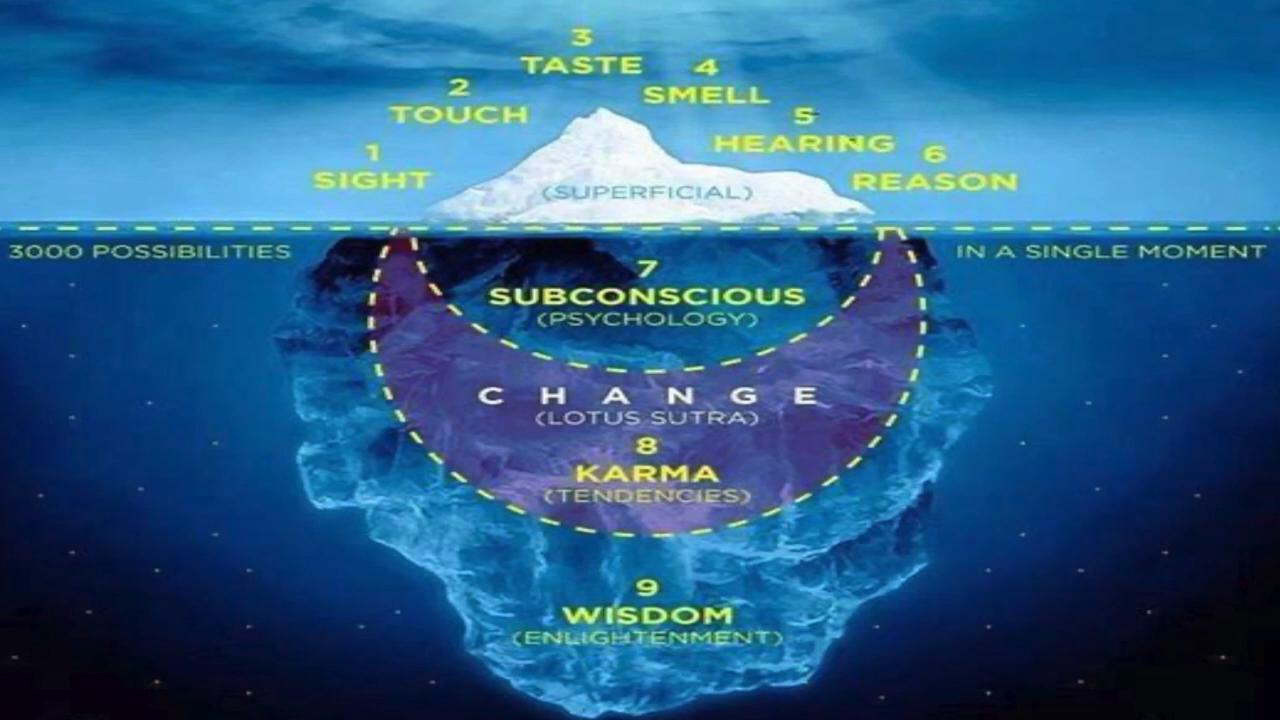 3
TASTE
4
SMELL
2
TOUCH
5
HEARING
1
SIGHT
6
REASON
(SUPERFICIAL)
3000 POSSIBILITIES
IN A SINGLE MOMENT
7
SUBCONSCIOUS
(PSYCHOLOGY)
CHANGE
(LOTUS SUTRA)
8
KARMA
(TENDENCIES)
9
WISDOM
(ENLIGHTENMENT)